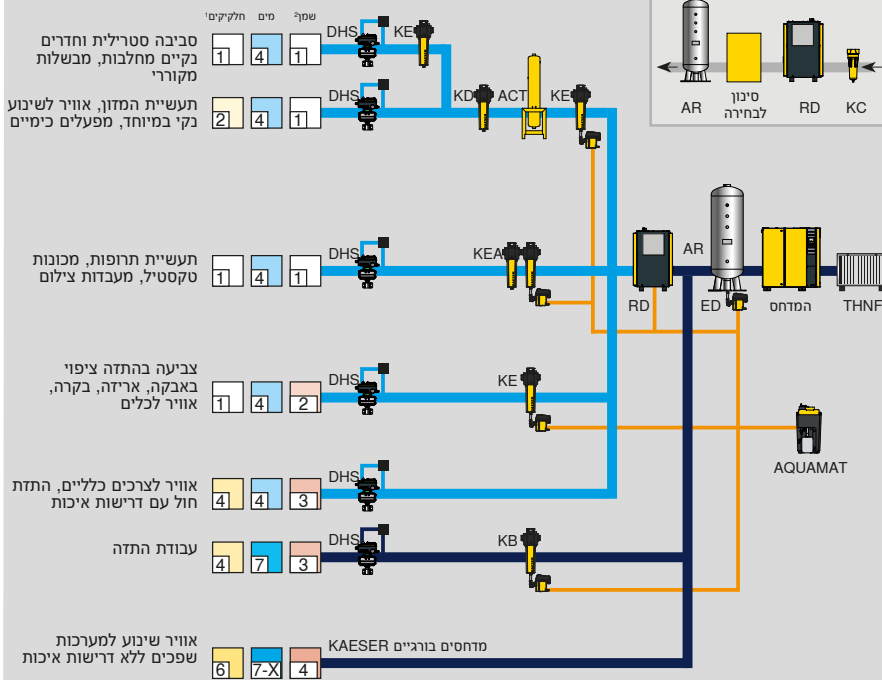 חלקיקים¹ מים שמן²
סביבה סטרילית וחדרים
נקיים מחלבות, מבשלות
מקוררי
1 4 1 DHS KE
תעשיית המזון, אוויר לשינוע
נקי במיוחד, מפעלים כימיים
2 4 1 DHS KD ACT KE
AR סינון לבחירה RD KC
תעשיית תרופות, מכונות
טקסטיל, מעבדות צילום
1 4 1 DHS KEA
RD AR ED המדחס THNF
צביעה בהתזה ציפוי
באבקה, אריזה, בקרה,
אוויר לכלים
1 4 2 DHS KE
AQUAMAT
אוויר לצרכים כלליים, התזת
חול עם דרישות איכות
4 4 3 DHS
עבודת התזה
4 7 3 DHS KB
אוויר שינוע למערכות
שפכים ללא דרישות איכות
6 7-X 4
מדחסים בורגיים KAESER